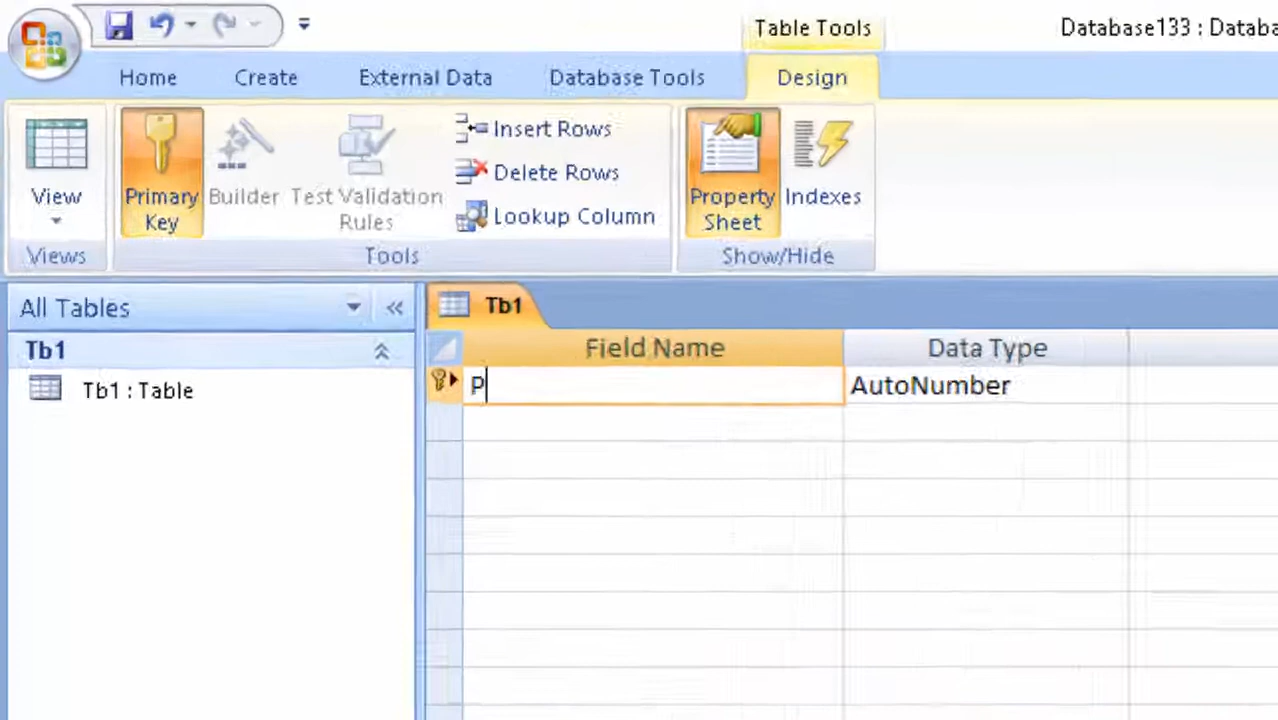 Table Tools
Database133 : Databa
Home Create External Data Database Tools Design
View
Primary Key
Builder
Test Validation Rules
Insert Rows
Delete Rows
Lookup Column
Property Sheet
Indexes
Views Tools Show/Hide
All Tables
Tb1
Tb1 : Table
Tb1
Field Name Data Type
P AutoNumber